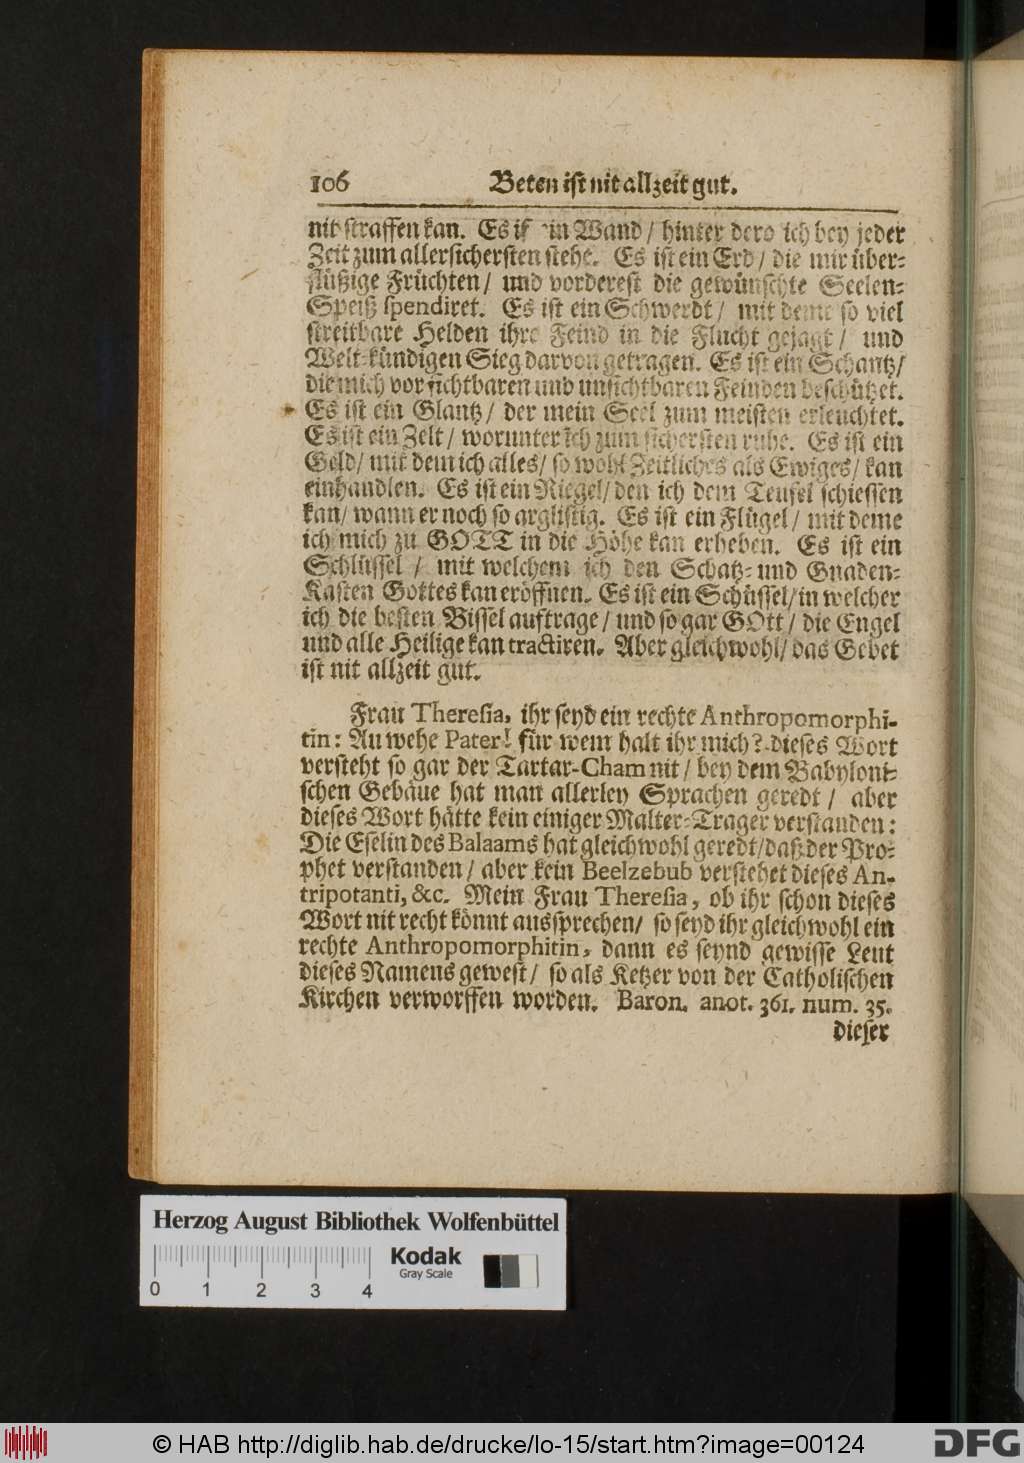 106 Beten ist nit allzeit gut.
nit straffen kan. Es is in Wand / hinter dero ich bey jeder
Zeit zum allersichersten stehe. Es ist ein Erd / die mir über-
flüßige Früchten / und vorderest die gewünschte Seelen-
Speiß spendiret. Es ist ein Schwerdt / mit deme so viel
streitbare Helden ihre Feind in die Flucht gejagt / und
Welt-kündigen Sieg darvon getragen. Es ist ein Schantz /
die mich vor sichtbaren und unsichtbaren Feinden beschützet.
Es ist ein Glantz / der mein Seel zum meisten erleuchtet.
Es ist ein Zelt / worunter ich zum sichersten ruhe. Es ist ein
Geld / mit dem ich alles / so wohl Zeitliches als Ewiges / kan
einhandlen. Es ist ein Riegel / den ich dem Teufel schiessen
kan / wann er noch so arglistig. Es ist ein Flügel / mit deme
ich mich zu GOTT in die Höhe kan erheben. Es ist ein
Schlüssel / mit welchem ich den Schatz- und Gnaden-
Kasten Gottes kan eröffnen. Es ist ein Schüssel / in welcher
ich die besten Bissel auftrage / und so gar GOtt / die Engel
und alle Heilige kan tractiren. Aber gleichwohl / das Gebet
ist nit allzeit gut.
Frau Theresia, ihr seyd ein rechte Anthropomorphi-
tin: Au wehe Pater! für wem halt ihr mich? dieses Wort
versteht so gar der Tartar-Cham nit / bey dem Babyloni-
schen Gebäue hat man allerley Sprachen geredt / aber
dieses Wort hätte kein einiger Malter-Trager verstanden:
Die Eselin des Balaams hat gleichwohl geredt / daß der Pro-
phet verstanden / aber kein Beelzebub verstehet dieses An-
tripotanti, &c. Mein Frau Theresia, ob ihr schon dieses
Wort nit recht könnt aussprechen / so seyd ihr gleichwohl ein
rechte Anthropomorphitin, dann es seynd gewisse Leut
dieses Namens gewest / so als Ketzer von der Catholischen
Kirchen verworffen worden. Baron. anot. 361. num. 35.
dieser
Herzog August Bibliothek Wolfenbüttel
Kodak
Gray Scale
0 1 2 3 4
© HAB http://diglib.hab.de/drucke/lo-15/start.htm?image=00124
DFG